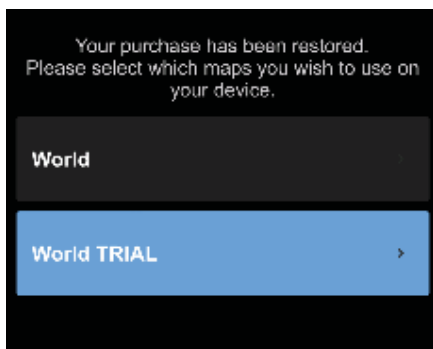 Your purchase has been restored.
Please select which maps you wish to use on
your device.
World
World TRIAL